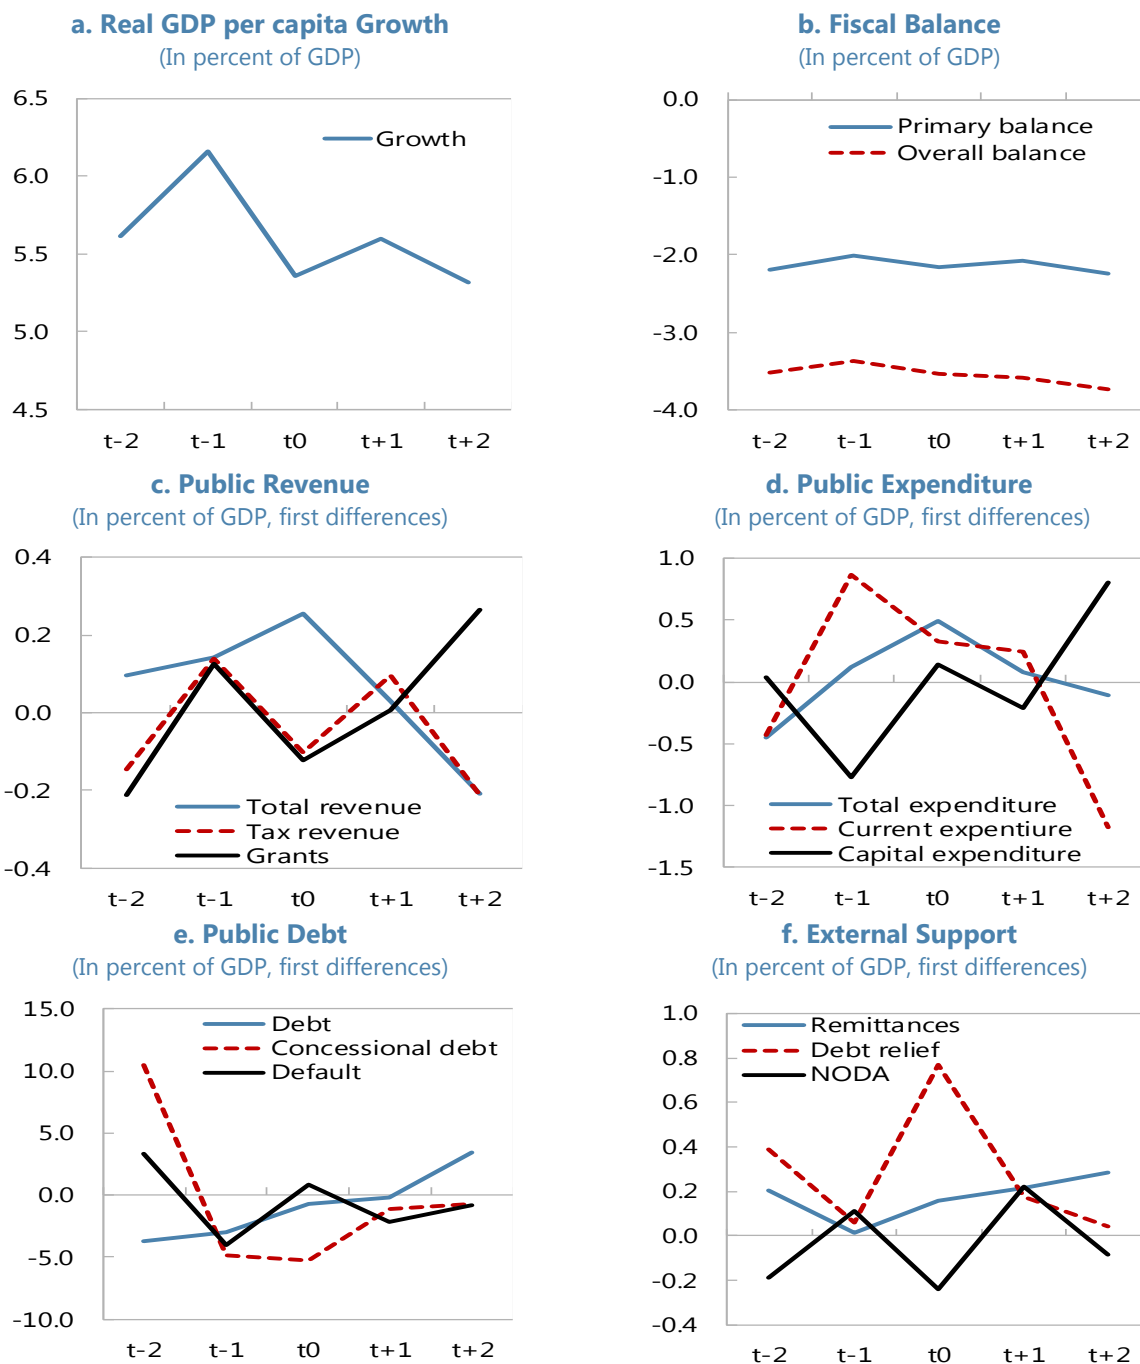 a. Real GDP per capita Growth
(In percent of GDP)
6.5
6.0
5.5
5.0
4.5
Growth
t-2 t-1 t0 t+1 t+2
b. Fiscal Balance
(In percent of GDP)
0.0
-1.0
-2.0
-3.0
-4.0
Primary balance
Overall balance
t-2 t-1 t0 t+1 t+2
c. Public Revenue
(In percent of GDP, first differences)
0.4
0.2
0.0
-0.2
-0.4
Total revenue
Tax revenue
Grants
t-2 t-1 t0 t+1 t+2
d. Public Expenditure
(In percent of GDP, first differences)
1.0
0.5
0.0
-0.5
-1.0
-1.5
Total expenditure
Current expentiure
Capital expenditure
t-2 t-1 t0 t+1 t+2
e. Public Debt
(In percent of GDP, first differences)
15.0
10.0
5.0
0.0
-5.0
-10.0
Debt
Concessional debt
Default
t-2 t-1 t0 t+1 t+2
f. External Support
(In percent of GDP, first differences)
1.0
0.8
0.6
0.4
0.2
0.0
-0.2
-0.4
Remittances
Debt relief
NODA
t-2 t-1 t0 t+1 t+2